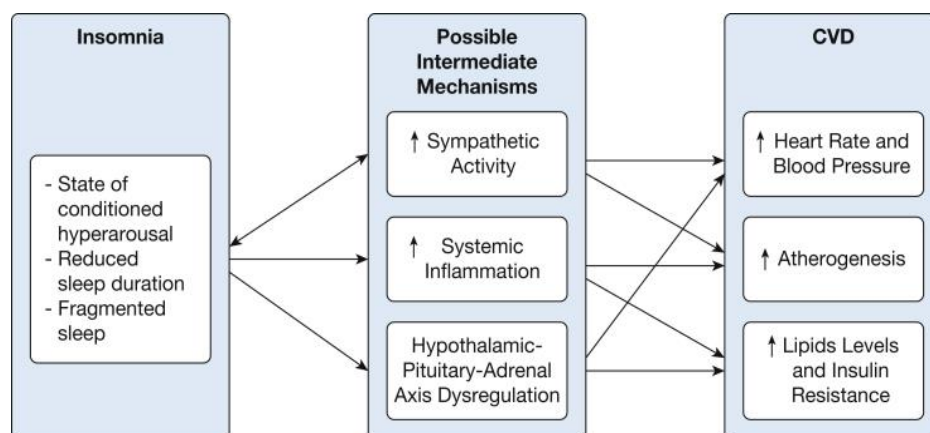 Insomnia
- State of
conditioned
hyperarousal
- Reduced
sleep duration
- Fragmented
sleep
Possible
Intermediate
Mechanisms
↑ Sympathetic
Activity
↑ Systemic
Inflammation
Hypothalamic-
Pituitary-Adrenal
Axis Dysregulation
CVD
↑ Heart Rate and
Blood Pressure
↑ Atherogenesis
↑ Lipids Levels
and Insulin
Resistance